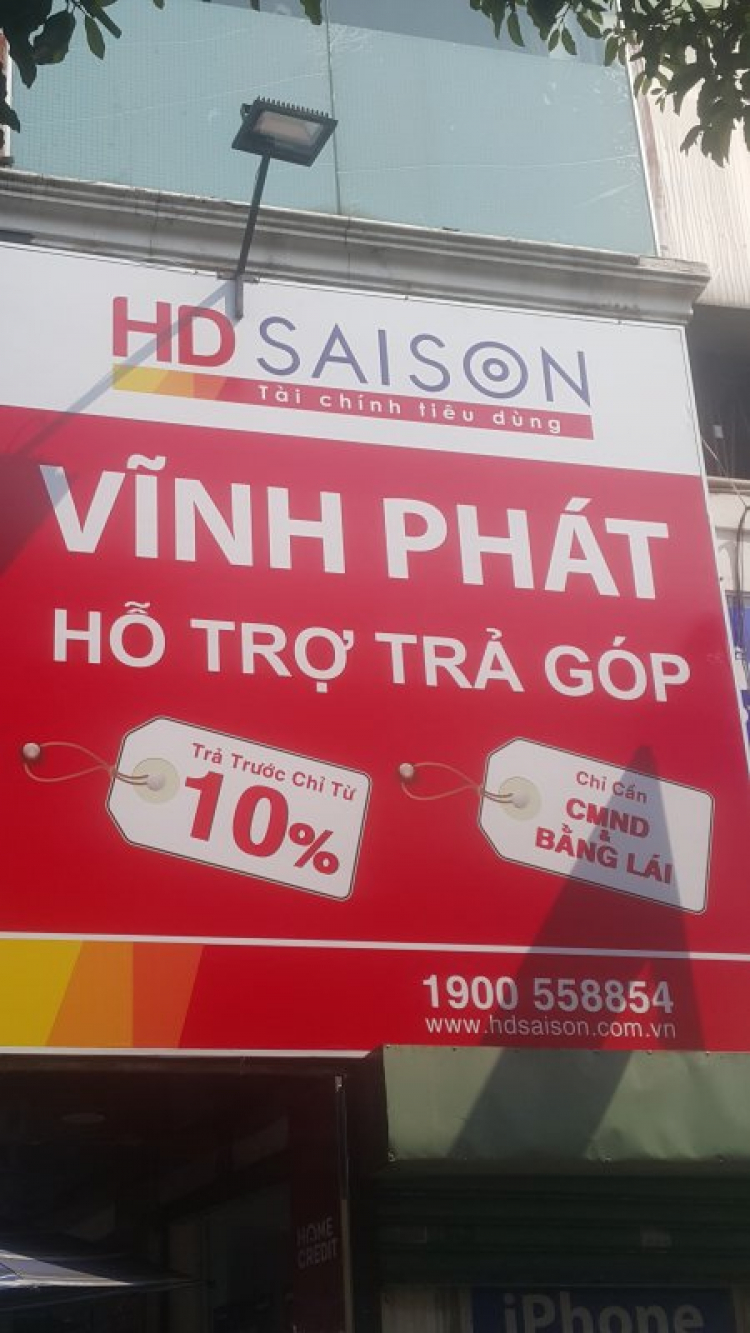 HD SAISON
Tài chính tiêu dùng
VĨNH PHÁT
HỖ TRỢ TRẢ GÓP
Trả Trước Chỉ Từ
10%
Chỉ Cần
CMND
&
BẰNG LÁI
1900 558854
www.hdsaison.com.vn
HOME
CREDIT
iPhone